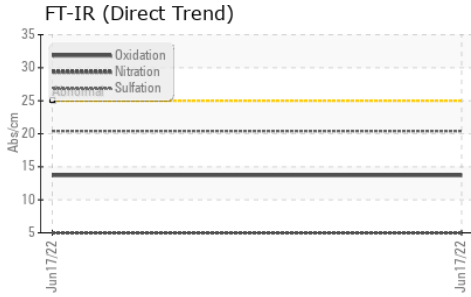 FT-IR (Direct Trend)
35
30
25
20
15
10
5
Abs/cm
Oxidation
Nitration
Sulfation
Abnormal
Jun17/22
Jun17/22